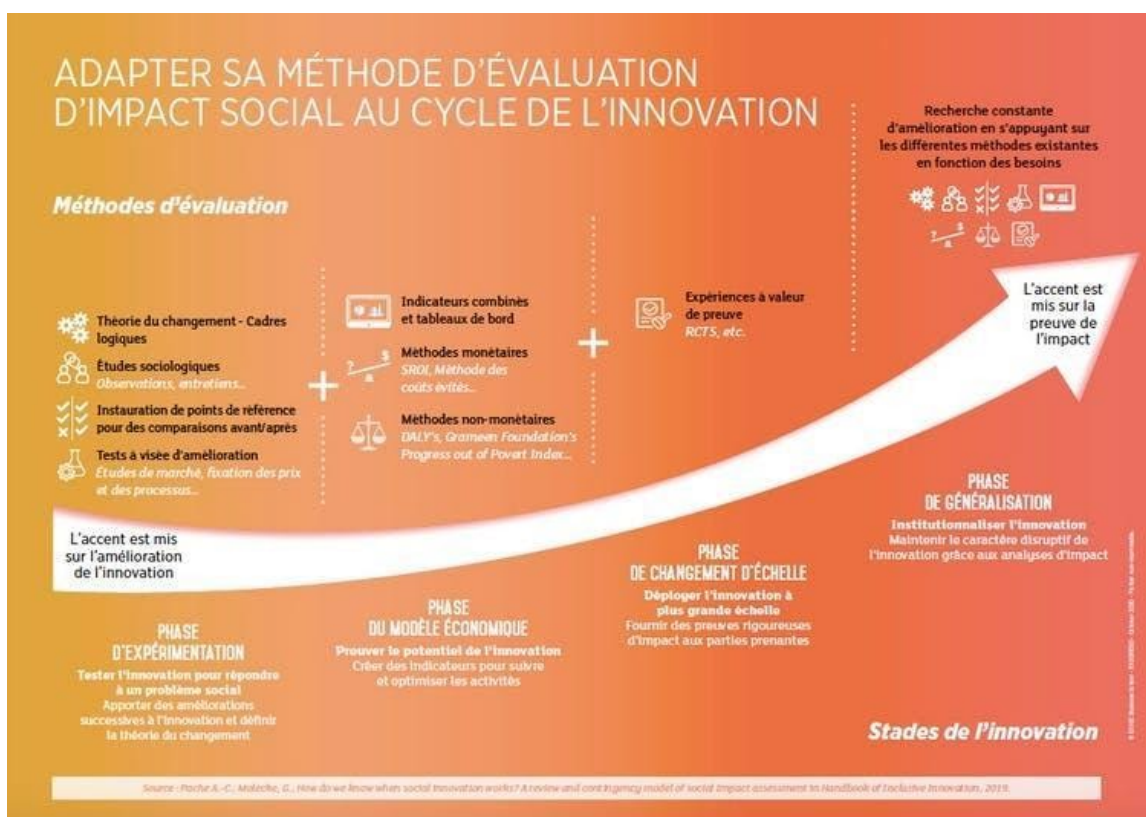 ADAPTER SA MÉTHODE D'ÉVALUATION
D'IMPACT SOCIAL AU CYCLE DE L'INNOVATION
Méthodes d'évaluation
Théorie du changement - Cadres
logiques
Études sociologiques
Observations, entretiens...
Instauration de points de référence
pour des comparaisons avant/après
Tests à visée d'amélioration
Études de marché, fixation des prix
et des processus...
+
Indicateurs combinés
et tableaux de bord
Méthodes monétaires
SROI, Méthode des
coûts évités...
Méthodes non-monétaires
DALY's, Grameen Foundation's
Progress out of Povert Index...
+
Expériences à valeur
de preuve
RCTS, etc.
Recherche constante
d'amélioration en s'appuyant sur
les différentes méthodes existantes
en fonction des besoins
L'accent est mis
sur l'amélioration
de l'innovation
L'accent est
mis sur la
preuve de
l'impact
PHASE
D'EXPÉRIMENTATION
Tester l'innovation pour répondre
à un problème social
Apporter des améliorations
successives à l'innovation et définir
la théorie du changement
PHASE
DU MODÈLE ÉCONOMIQUE
Prouver le potentiel de l'innovation
Créer des indicateurs pour suivre
et optimiser les activités
PHASE
DE CHANGEMENT D'ÉCHELLE
Déployer l'innovation à
plus grande échelle
Fournir des preuves rigoureuses
d'impact aux parties prenantes
PHASE
DE GÉNÉRALISATION
Institutionnaliser l'innovation
Maintenir le caractère disruptif de
l'innovation grâce aux analyses d'impact
Stades de l'innovation
Source : Pache A.-C., Molecke, G., How do we know when social innovation works? A review and contingency model of social impact assessment in Handbook of Inclusive Innovation, 2019.